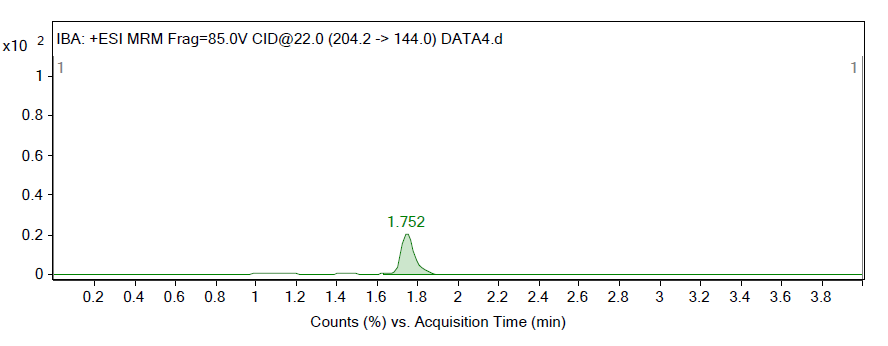 IBA: +ESI MRM Frag=85.0V CID@22.0 (204.2 -> 144.0) DATA4.d
x10 2
1 1
1
0.8
0.6
0.4
0.2
0
1.752
0.2 0.4 0.6 0.8 1 1.2 1.4 1.6 1.8 2 2.2 2.4 2.6 2.8 3 3.2 3.4 3.6 3.8
Counts (%) vs. Acquisition Time (min)